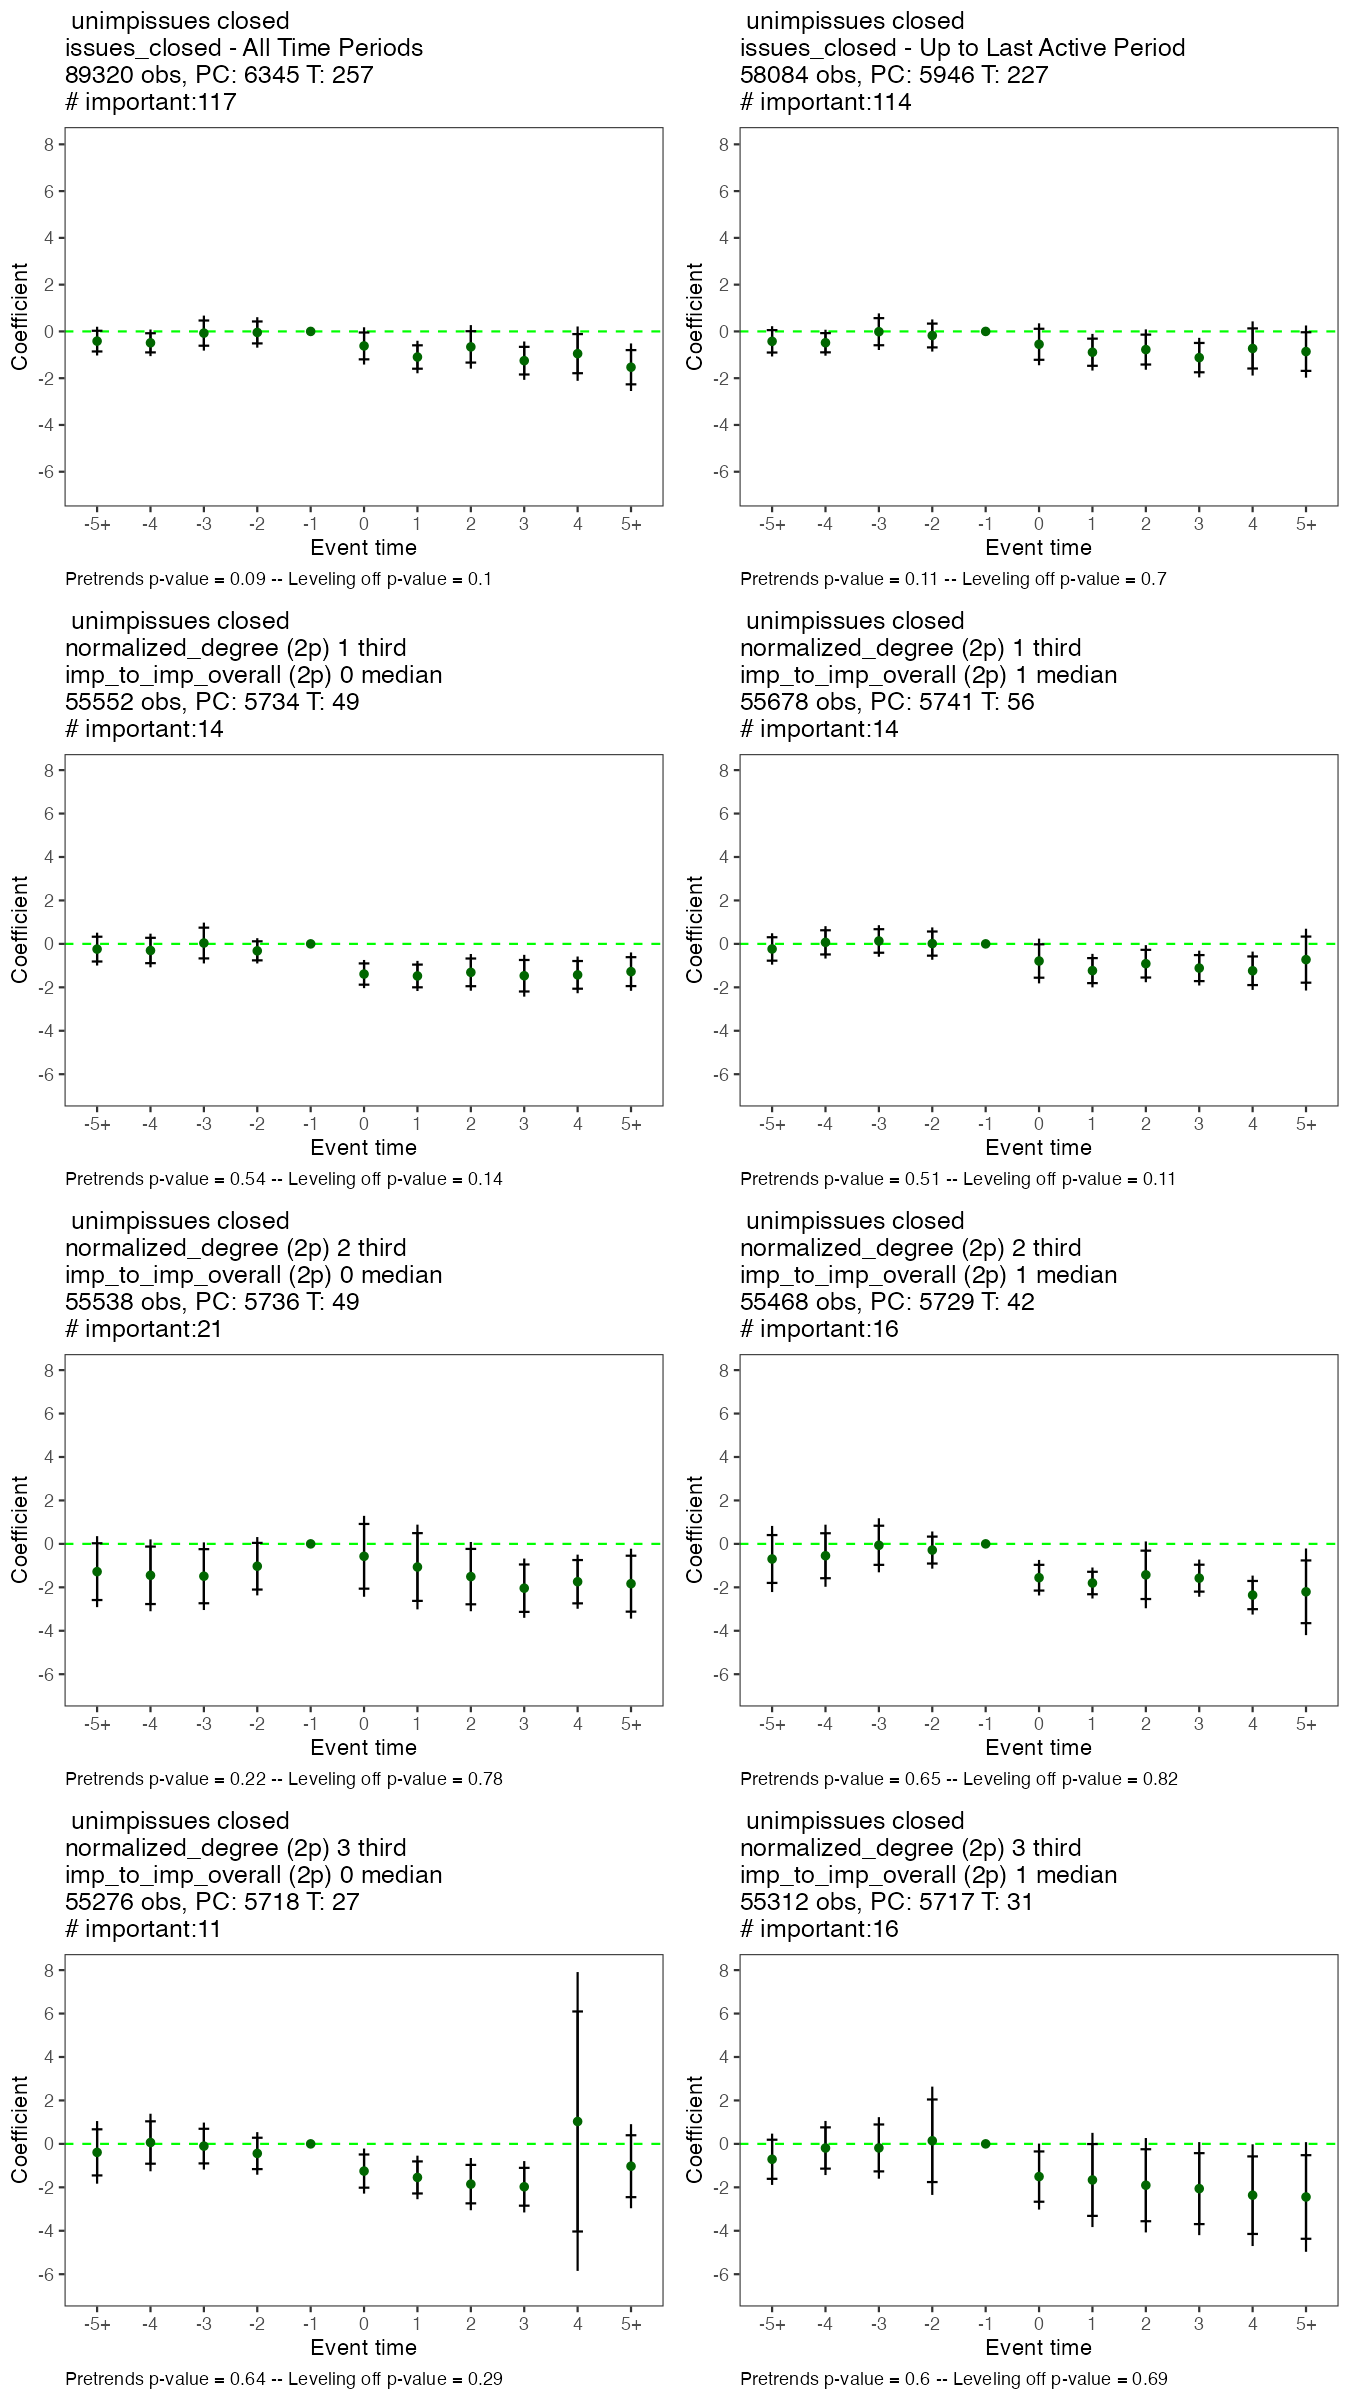 unimpissues closed
issues_closed - All Time Periods
89320 obs, PC: 6345 T: 257
# important:117
8
6
4
2
0
-2
-4
-6
Coefficient
-5+ -4 -3 -2 -1 0 1 2 3 4 5+
Event time
Pretrends p-value = 0.09 -- Leveling off p-value = 0.1
unimpissues closed
issues_closed - Up to Last Active Period
58084 obs, PC: 5946 T: 227
# important:114
8
6
4
2
0
-2
-4
-6
Coefficient
-5+ -4 -3 -2 -1 0 1 2 3 4 5+
Event time
Pretrends p-value = 0.11 -- Leveling off p-value = 0.7
unimpissues closed
normalized_degree (2p) 1 third
imp_to_imp_overall (2p) 0 median
55552 obs, PC: 5734 T: 49
# important:14
8
6
4
2
0
-2
-4
-6
Coefficient
-5+ -4 -3 -2 -1 0 1 2 3 4 5+
Event time
Pretrends p-value = 0.54 -- Leveling off p-value = 0.14
unimpissues closed
normalized_degree (2p) 1 third
imp_to_imp_overall (2p) 1 median
55678 obs, PC: 5741 T: 56
# important:14
8
6
4
2
0
-2
-4
-6
Coefficient
-5+ -4 -3 -2 -1 0 1 2 3 4 5+
Event time
Pretrends p-value = 0.51 -- Leveling off p-value = 0.11
unimpissues closed
normalized_degree (2p) 2 third
imp_to_imp_overall (2p) 0 median
55538 obs, PC: 5736 T: 49
# important:21
8
6
4
2
0
-2
-4
-6
Coefficient
-5+ -4 -3 -2 -1 0 1 2 3 4 5+
Event time
Pretrends p-value = 0.22 -- Leveling off p-value = 0.78
unimpissues closed
normalized_degree (2p) 2 third
imp_to_imp_overall (2p) 1 median
55468 obs, PC: 5729 T: 42
# important:16
8
6
4
2
0
-2
-4
-6
Coefficient
-5+ -4 -3 -2 -1 0 1 2 3 4 5+
Event time
Pretrends p-value = 0.65 -- Leveling off p-value = 0.82
unimpissues closed
normalized_degree (2p) 3 third
imp_to_imp_overall (2p) 0 median
55276 obs, PC: 5718 T: 27
# important:11
8
6
4
2
0
-2
-4
-6
Coefficient
-5+ -4 -3 -2 -1 0 1 2 3 4 5+
Event time
Pretrends p-value = 0.64 -- Leveling off p-value = 0.29
unimpissues closed
normalized_degree (2p) 3 third
imp_to_imp_overall (2p) 1 median
55312 obs, PC: 5717 T: 31
# important:16
8
6
4
2
0
-2
-4
-6
Coefficient
-5+ -4 -3 -2 -1 0 1 2 3 4 5+
Event time
Pretrends p-value = 0.6 -- Leveling off p-value = 0.69